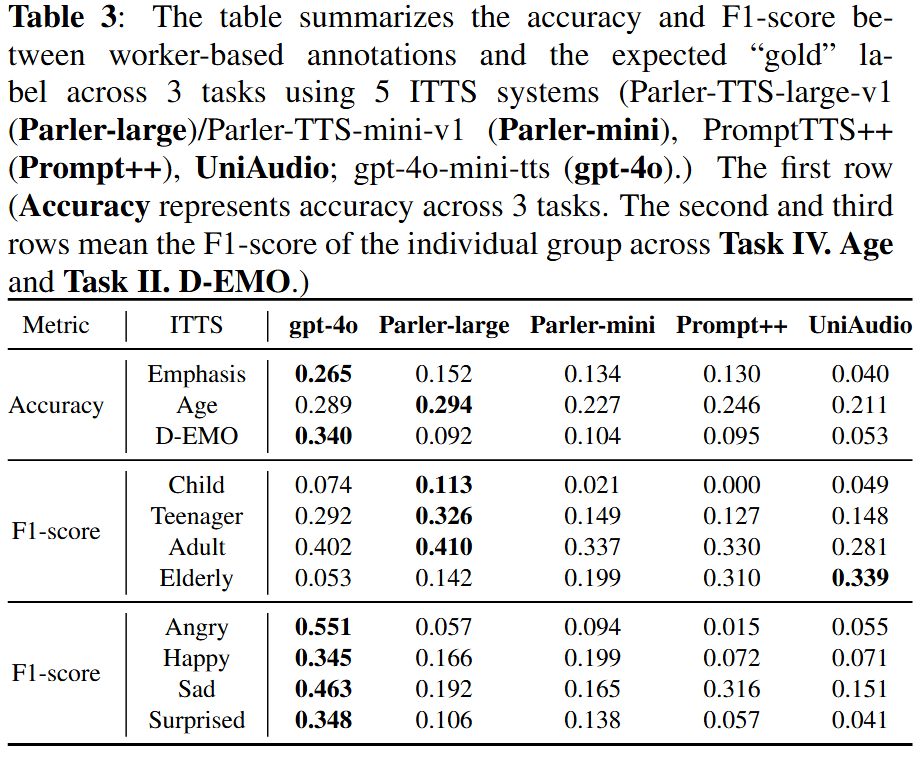 Table 3: The table summarizes the accuracy and F1-score be-
tween worker-based annotations and the expected “gold” la-
bel across 3 tasks using 5 ITTS systems (Parler-TTS-large-v1
(Parler-large)/Parler-TTS-mini-v1 (Parler-mini), PromptTTS++
(Prompt++), UniAudio; gpt-4o-mini-tts (gpt-4o).) The first row
(Accuracy represents accuracy across 3 tasks. The second and third
rows mean the F1-score of the individual group across Task IV. Age
and Task II. D-EMO.)
Metric ITTS gpt-4o Parler-large Parler-mini Prompt++ UniAudio
Emphasis 0.265 0.152 0.134 0.130 0.040
Accuracy Age 0.289 0.294 0.227 0.246 0.211
D-EMO 0.340 0.092 0.104 0.095 0.053
Child 0.074 0.113 0.021 0.000 0.049
Teenager 0.292 0.326 0.149 0.127 0.148
F1-score
Adult 0.402 0.410 0.337 0.330 0.281
Elderly 0.053 0.142 0.199 0.310 0.339
Angry 0.551 0.057 0.094 0.015 0.055
Happy 0.345 0.166 0.199 0.072 0.071
F1-score
Sad 0.463 0.192 0.165 0.316 0.151
Surprised 0.348 0.106 0.138 0.057 0.041